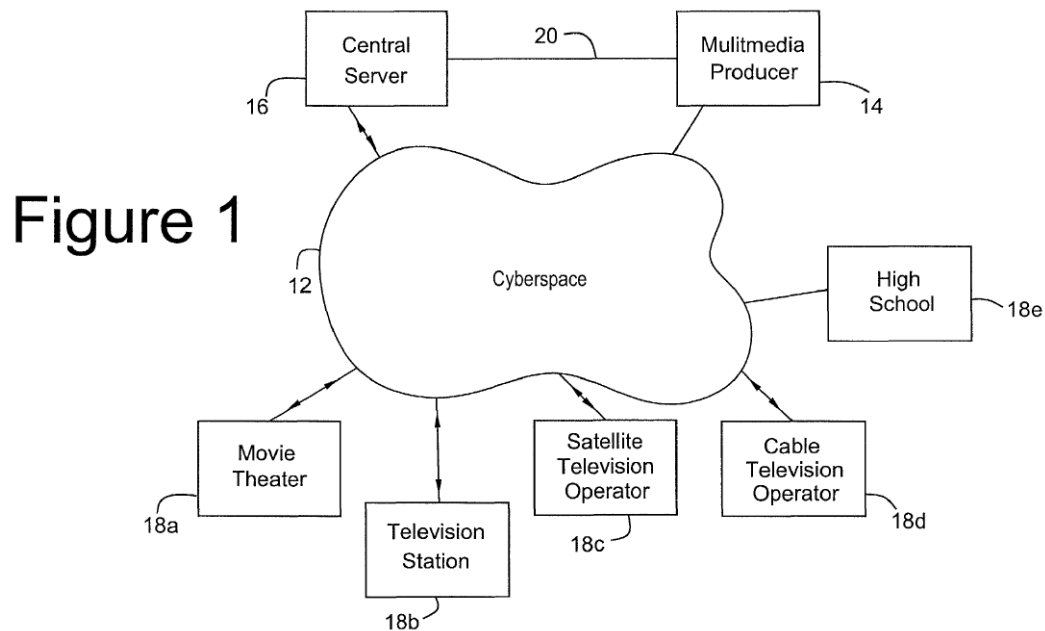 Central
Server
16
20
Mulitmedia
Producer
14
Figure 1
12
Cyberspace
High
School
18e
Movie
Theater
18a
Television
Station
18b
Satellite
Television
Operator
18c
Cable
Television
Operator
18d